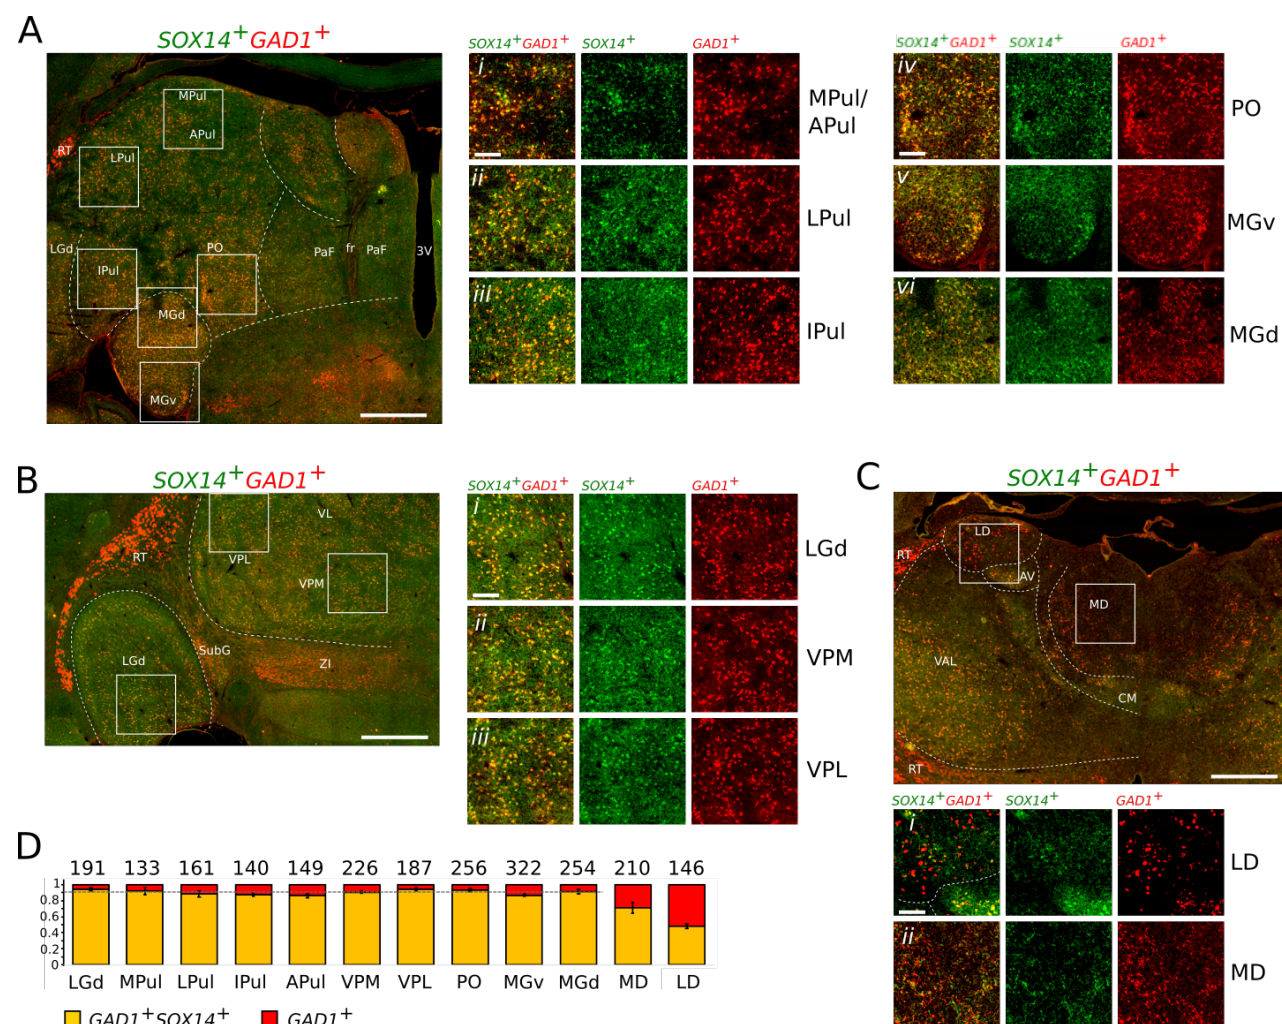 A
SOX14+GAD1+
MPul
APul
RT
LPul
LGd
IPul
PO
PaF
fr
PaF
3V
MGd
MGv
SOX14+GAD1+ SOX14+ GAD1+
i
MPul/
APul
ii
LPul
iii
IPul
SOX14+GAD1+ SOX14+ GAD1+
iv
PO
v
MGv
vi
MGd
B
SOX14+GAD1+
RT
VL
VPL
VPM
LGd
SubG
ZI
SOX14+GAD1+ SOX14+ GAD1+
i
LGd
ii
VPM
iii
VPL
C
SOX14+GAD1+
LD
RT
AV
MD
VAL
CM
RT
SOX14+GAD1+ SOX14+ GAD1+
i
LD
ii
MD
D
191 133 161 140 149 226 187 256 322 254 210 146
1
0.8
0.6
0.4
0.2
0
LGd MPul LPul IPul APul VPM VPL PO MGv MGd MD LD
GAD1+SOX14+ GAD1+